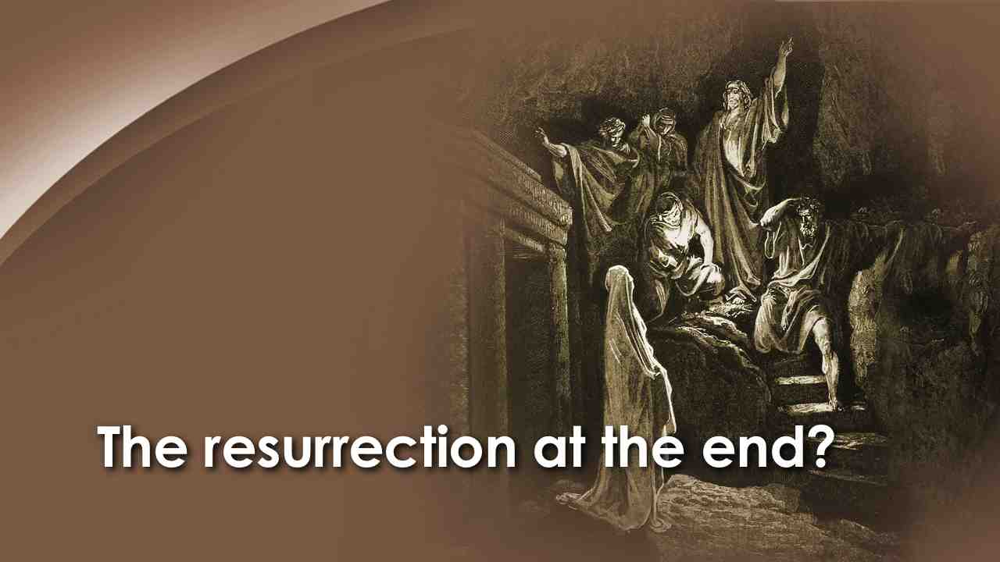 The resurrection at the end?